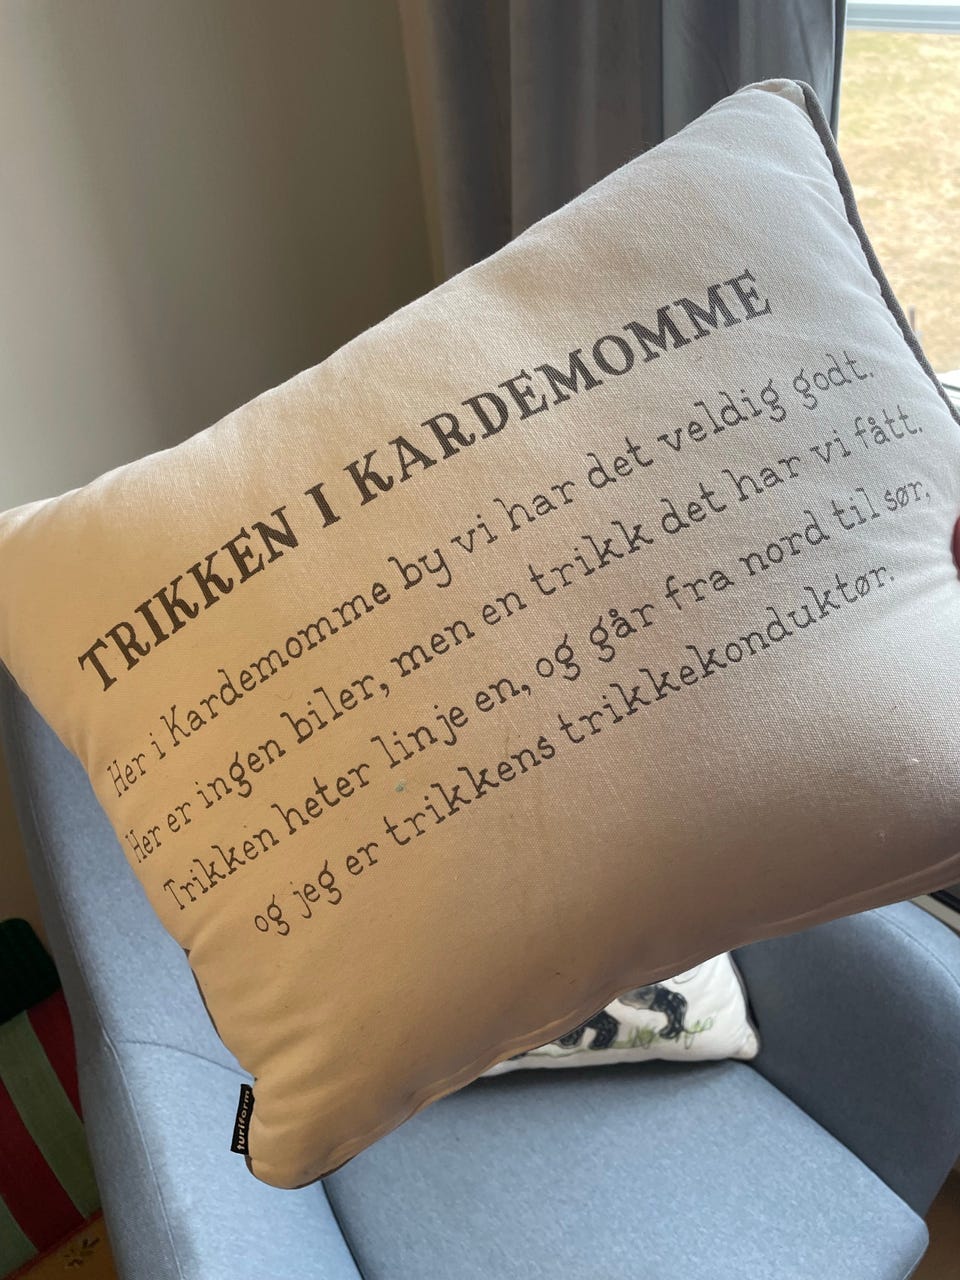 TRIKKEN I KARDEMOMME
Her i Kardemomme by vi har det veldig godt.
Her er ingen biler, men en trikk det har vi fått.
Trikken heter linje en, og går fra nord til sør,
og jeg er trikkens trikkekonduktør.
turiform